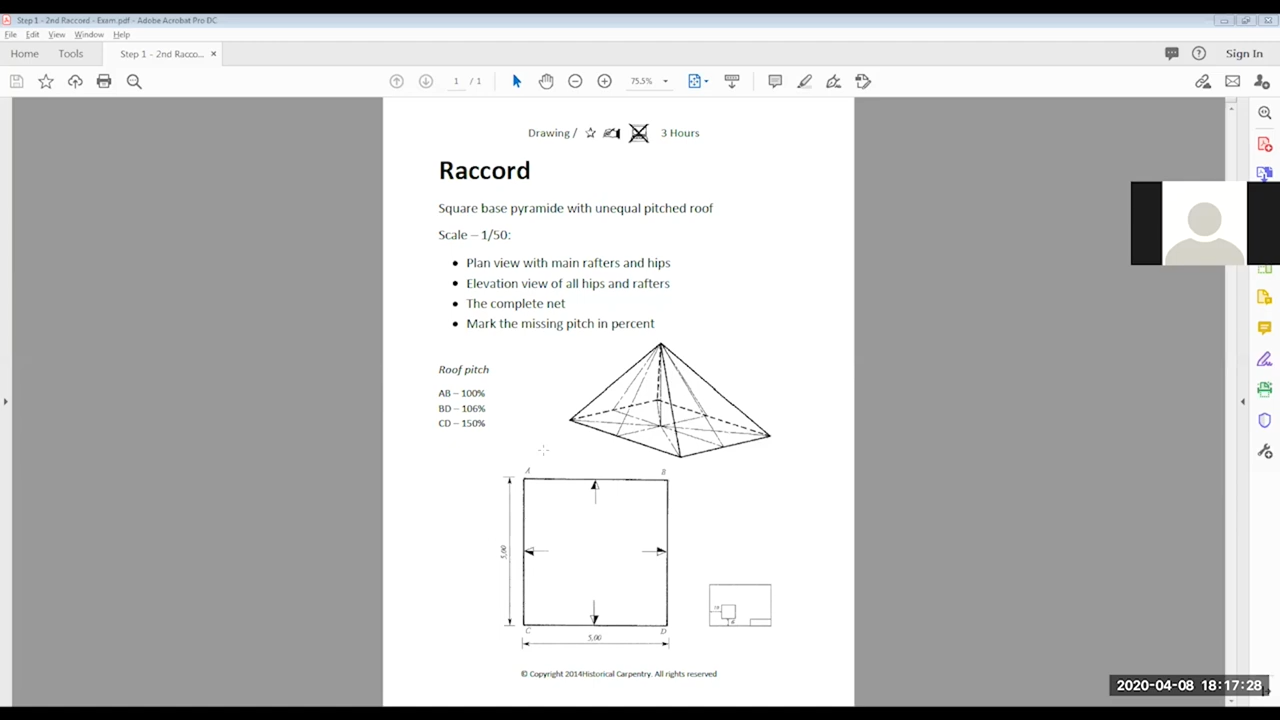 Step 1 - 2nd Raccord - Exam.pdf - Adobe Acrobat Pro DC
File Edit View Window Help
Home Tools Step 1 - 2nd Racco... × Sign In
1 / 1 75.5%
Drawing / 3 Hours
Raccord
Square base pyramide with unequal pitched roof
Scale – 1/50:
• Plan view with main rafters and hips
• Elevation view of all hips and rafters
• The complete net
• Mark the missing pitch in percent
Roof pitch
AB – 100%
BD – 106%
CD – 150%
A B
5,00
C D
5,00
© Copyright 2014Historical Carpentry. All rights reserved
2020-04-08 18:17:28